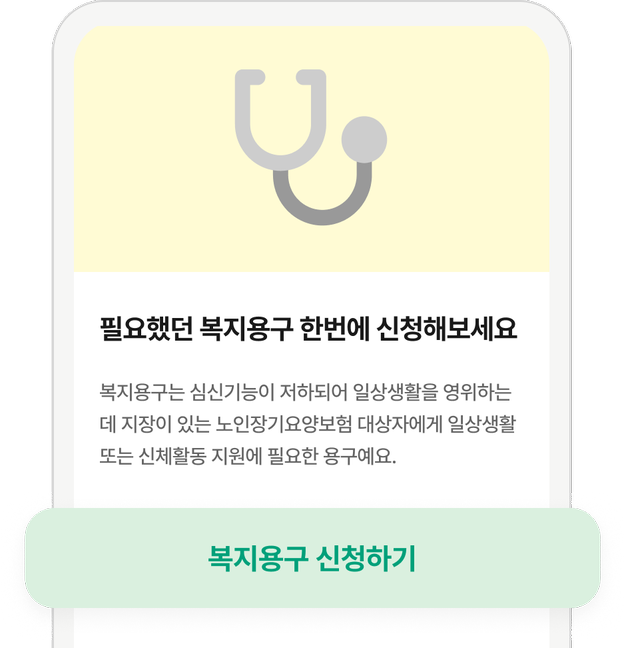 필요했던 복지용구 한번에 신청해보세요
복지용구는 심신기능이 저하되어 일상생활을 영위하는
데 지장이 있는 노인장기요양보험 대상자에게 일상생활
또는 신체활동 지원에 필요한 용구예요.
복지용구 신청하기